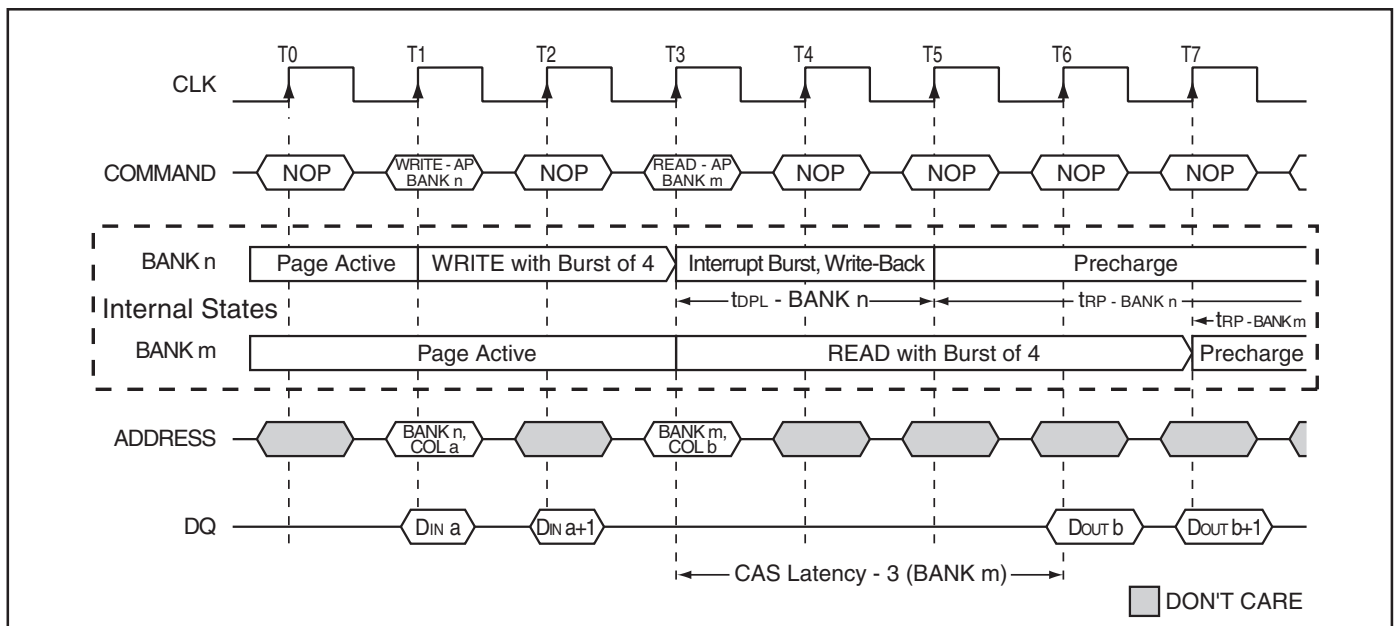 T0 T1 T2 T3 T4 T5 T6 T7
CLK
COMMAND NOP WRITE - AP BANK n NOP READ - AP BANK m NOP NOP NOP NOP
BANK n Page Active WRITE with Burst of 4 Interrupt Burst, Write-Back Precharge
tDPL - BANK n tRP - BANK n
Internal States
tRP - BANK m
BANK m Page Active READ with Burst of 4 Precharge
ADDRESS BANK n, COL a BANK m, COL b
DQ DIN a DIN a+1 DOUT b DOUT b+1
CAS Latency - 3 (BANK m)
DON'T CARE